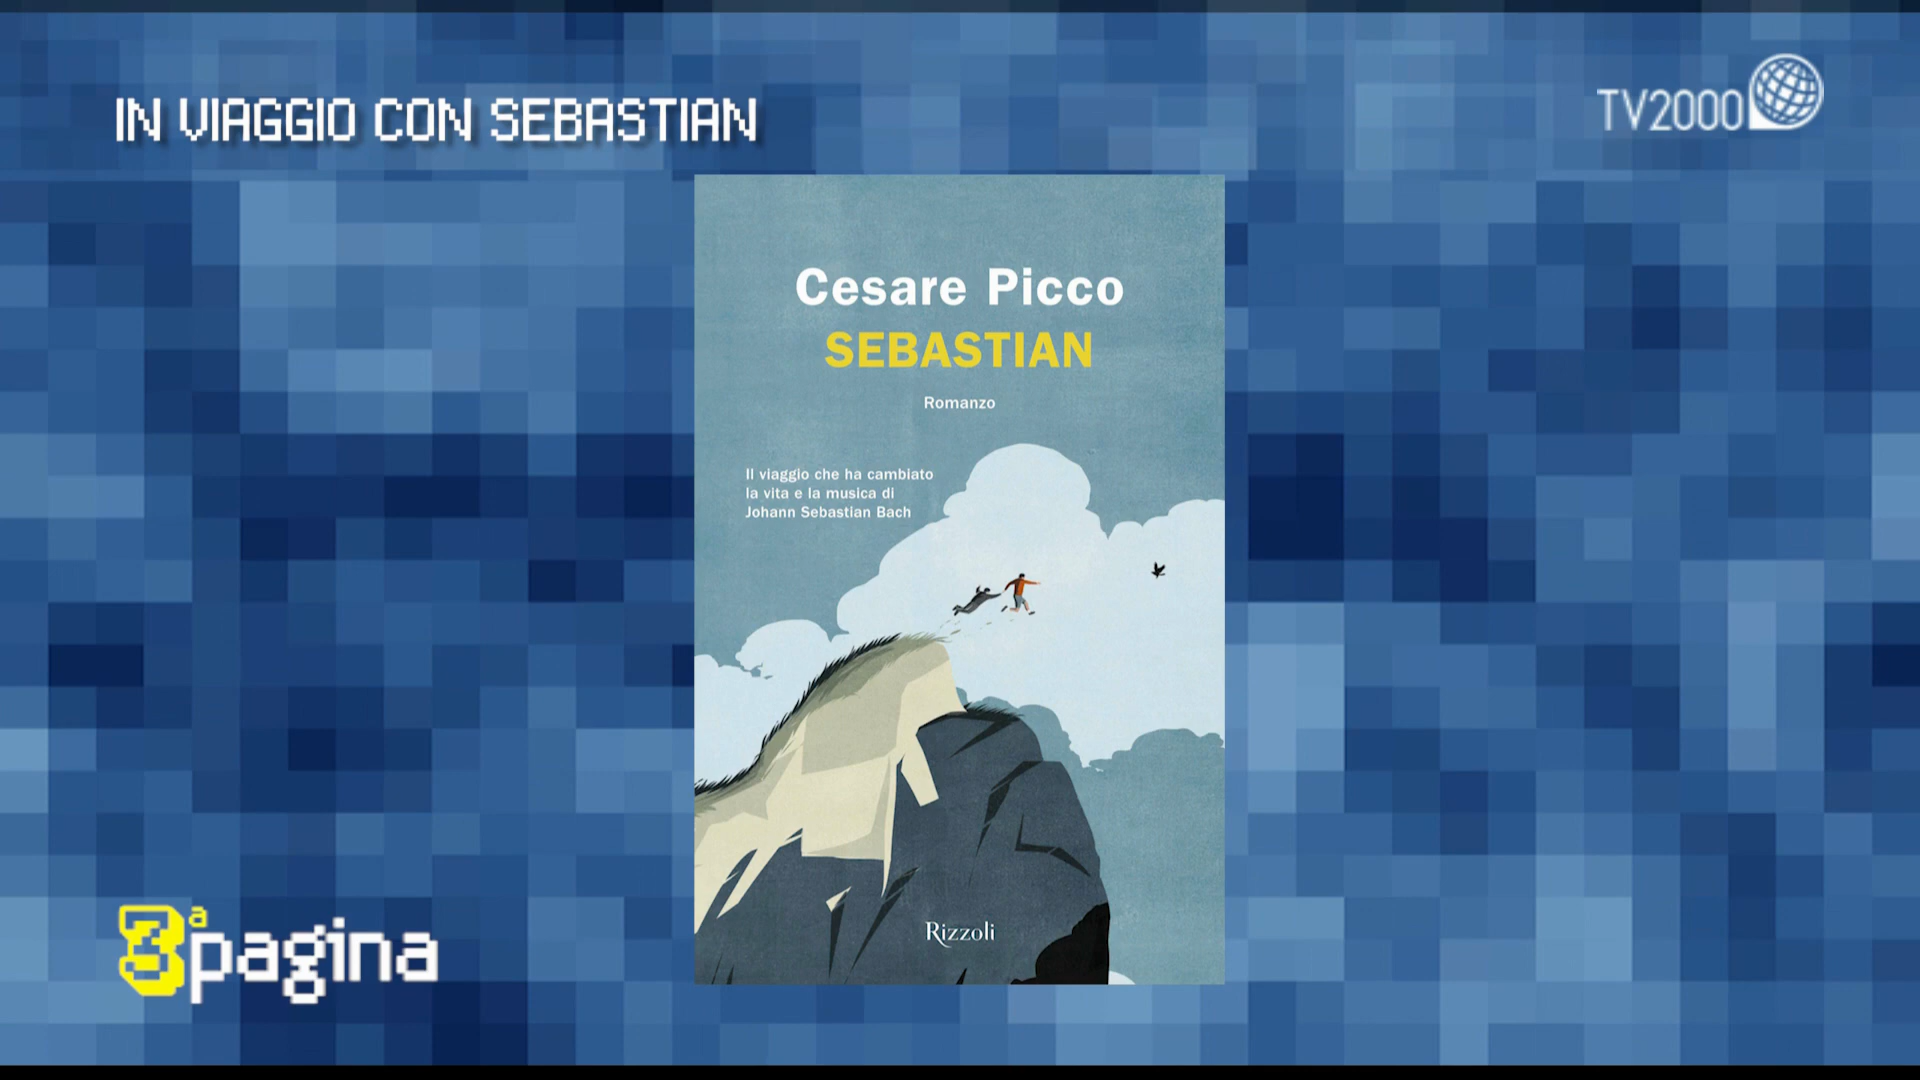 IN VIAGGIO CON SEBASTIAN
TV2000
Cesare Picco
SEBASTIAN
Romanzo
Il viaggio che ha cambiato
la vita e la musica di
Johann Sebastian Bach
Rizzoli
3ª pagina